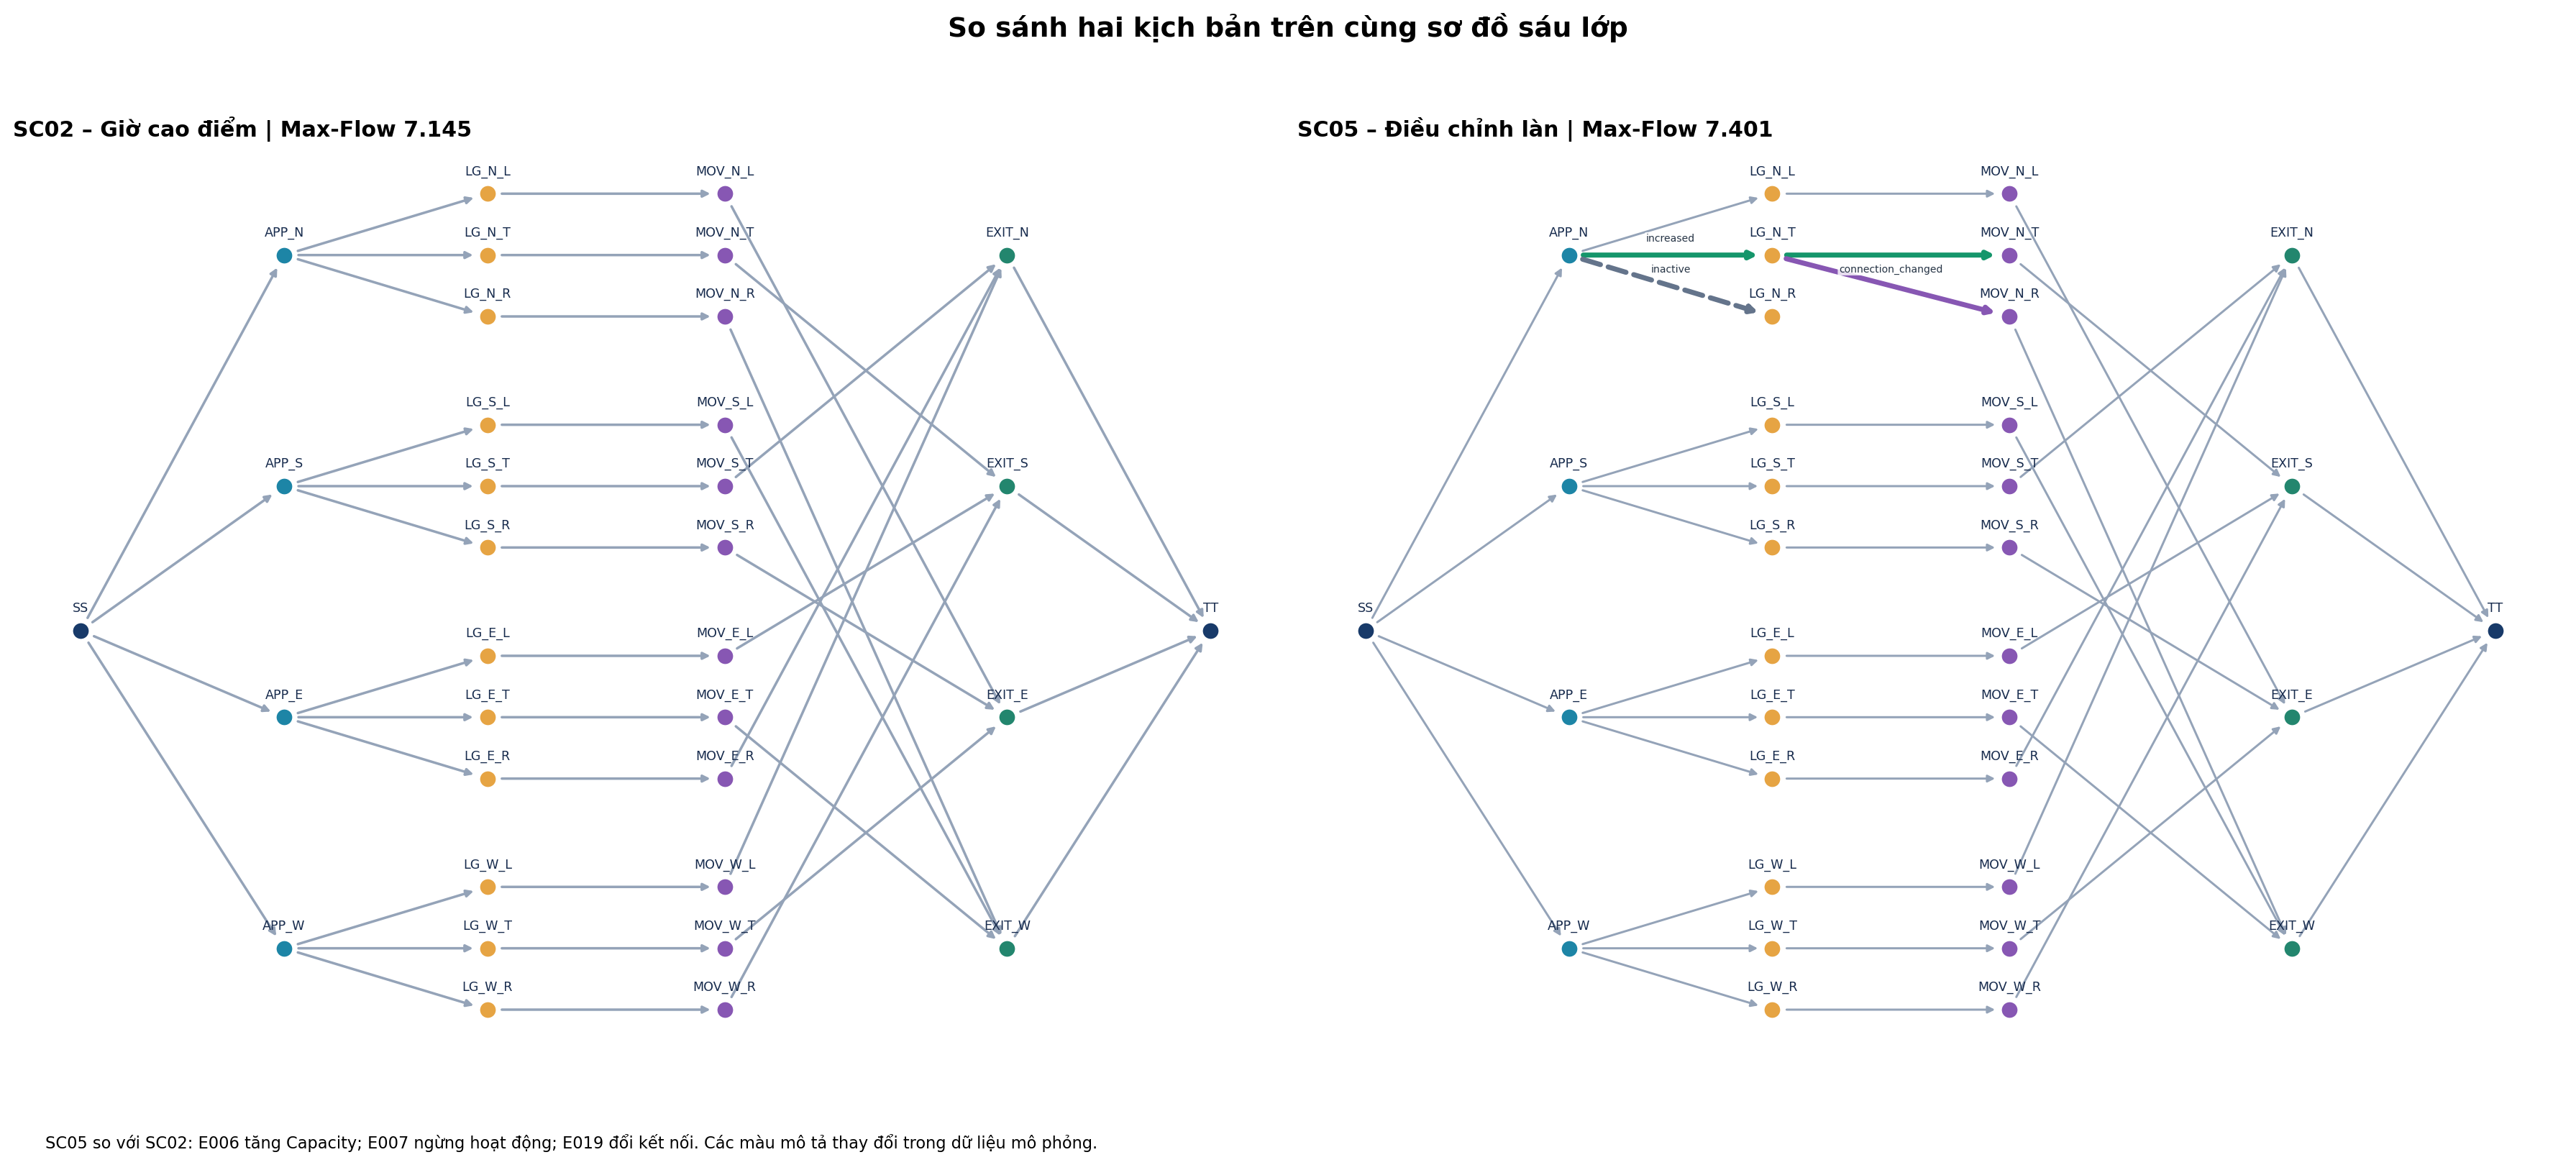 So sánh hai kịch bản trên cùng sơ đồ sáu lớp
SC02 – Giờ cao điểm | Max-Flow 7.145
LG_N_L
MOV_N_L
APP_N
LG_N_T
MOV_N_T
EXIT_N
LG_N_R
MOV_N_R
LG_S_L
MOV_S_L
APP_S
LG_S_T
MOV_S_T
EXIT_S
LG_S_R
MOV_S_R
SS
TT
LG_E_L
MOV_E_L
APP_E
LG_E_T
MOV_E_T
EXIT_E
LG_E_R
MOV_E_R
LG_W_L
MOV_W_L
APP_W
LG_W_T
MOV_W_T
EXIT_W
LG_W_R
MOV_W_R
SC05 – Điều chỉnh làn | Max-Flow 7.401
LG_N_L
MOV_N_L
APP_N
increased
LG_N_T
MOV_N_T
EXIT_N
inactive
connection_changed
LG_N_R
MOV_N_R
LG_S_L
MOV_S_L
APP_S
LG_S_T
MOV_S_T
EXIT_S
LG_S_R
MOV_S_R
SS
TT
LG_E_L
MOV_E_L
APP_E
LG_E_T
MOV_E_T
EXIT_E
LG_E_R
MOV_E_R
LG_W_L
MOV_W_L
APP_W
LG_W_T
MOV_W_T
EXIT_W
LG_W_R
MOV_W_R
SC05 so với SC02: E006 tăng Capacity; E007 ngừng hoạt động; E019 đổi kết nối. Các màu mô tả thay đổi trong dữ liệu mô phỏng.